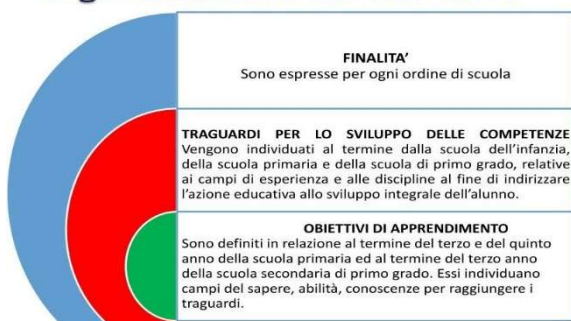 FINALITA’
Sono espresse per ogni ordine di scuola
TRAGUARDI PER LO SVILUPPO DELLE COMPETENZE
Vengono individuati al termine dalla scuola dell’infanzia,
della scuola primaria e della scuola di primo grado, relative
ai campi di esperienza e alle discipline al fine di indirizzare
l’azione educativa allo sviluppo integrale dell’alunno.
OBIETTIVI DI APPRENDIMENTO
Sono definiti in relazione al termine del terzo e del quinto
anno della scuola primaria ed al termine del terzo anno
della scuola secondaria di primo grado. Essi individuano
campi del sapere, abilità, conoscenze per raggiungere i
traguardi.